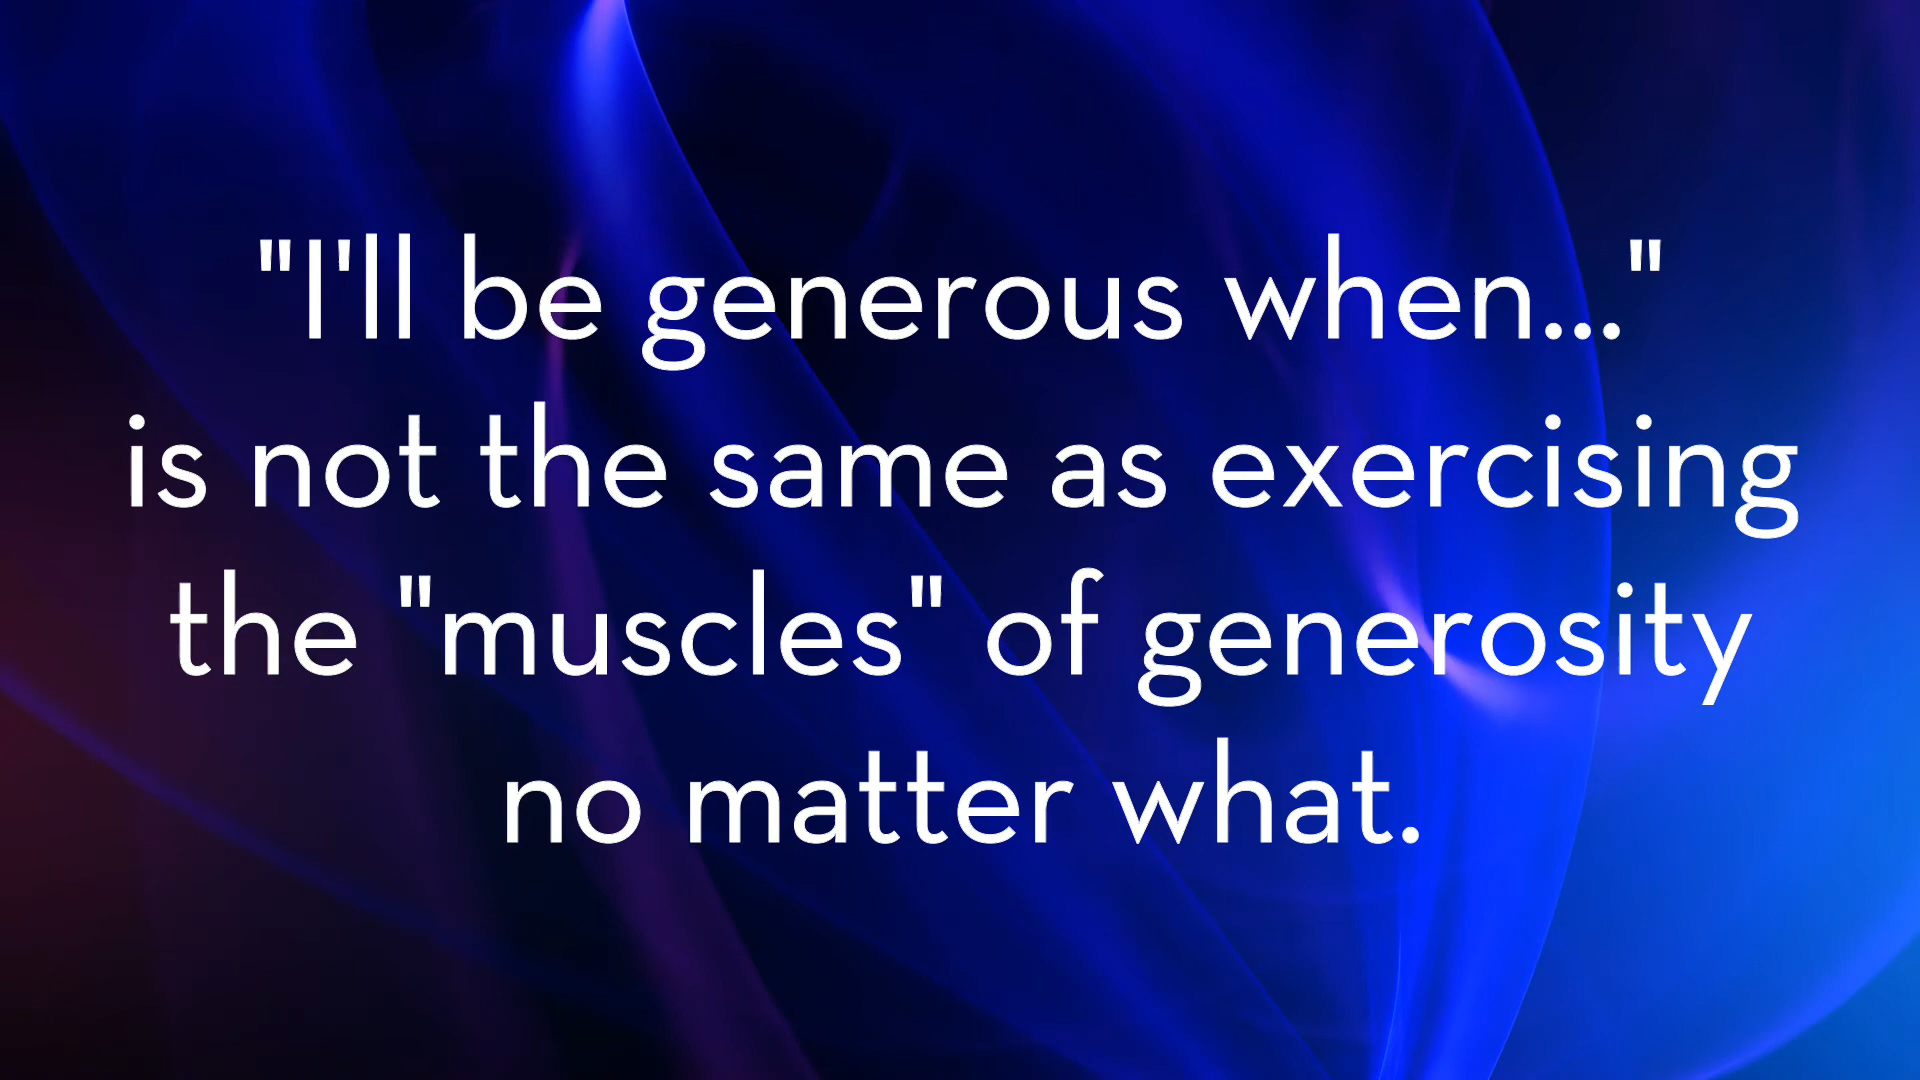 "I'll be generous when..."
is not the same as exercising
the "muscles" of generosity
no matter what.